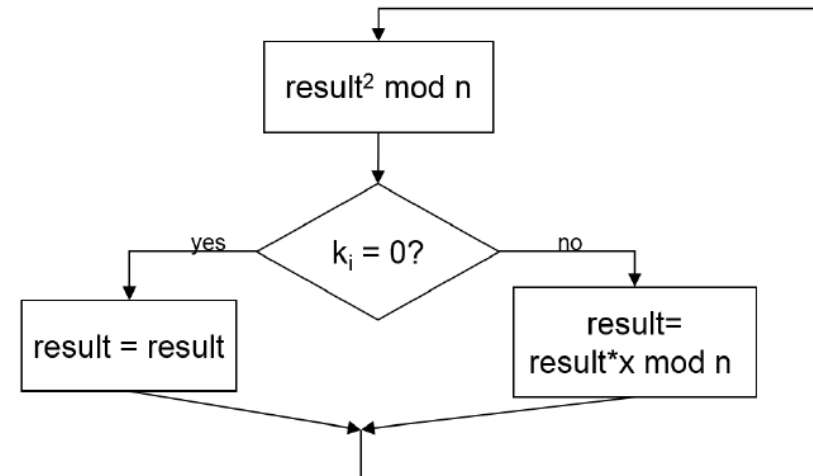 result² mod n
yes
kᵢ = 0?
no
result = result
result=
result*x mod n